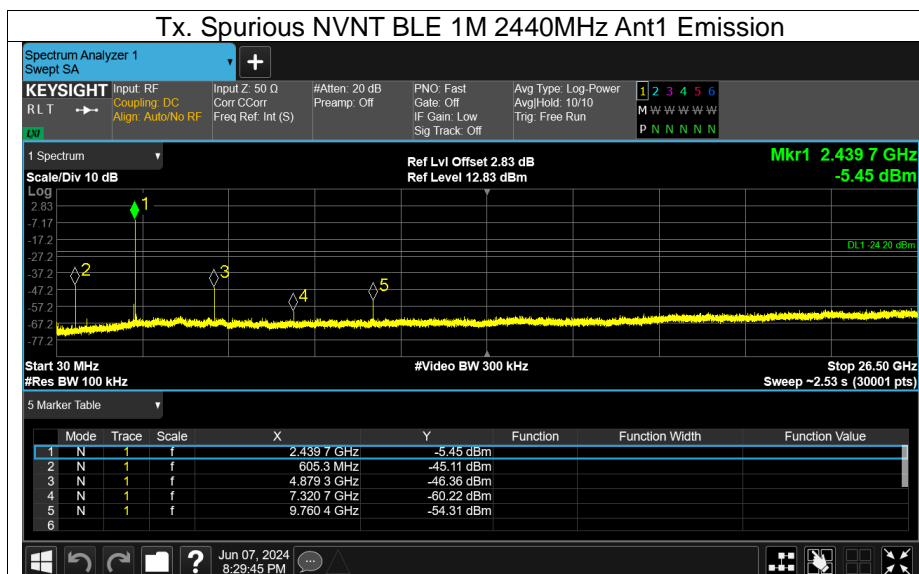 Tx. Spurious NVNT BLE 1M 2440MHz Ant1 Emission
Spectrum Analyzer 1
Swept SA
+
KEYSIGHT
RLT
LXI
Input: RF
Coupling: DC
Align: Auto/No RF
Input Z: 50 Ω
Corr CCorr
Freq Ref: Int (S)
#Atten: 20 dB
Preamp: Off
PNO: Fast
Gate: Off
IF Gain: Low
Sig Track: Off
Avg Type: Log-Power
Avg|Hold: 10/10
Trig: Free Run
1 2 3 4 5 6
M W W W W W
P N N N N N
1 Spectrum
Scale/Div 10 dB
Ref Lvl Offset 2.83 dB
Ref Level 12.83 dBm
Mkr1 2.439 7 GHz
-5.45 dBm
Log
2.83
-7.17
-17.2
-27.2
-37.2
-47.2
-57.2
-67.2
-77.2
1
2
3
4
5
DL1 -24.20 dBm
Start 30 MHz
#Res BW 100 kHz
#Video BW 300 kHz
Stop 26.50 GHz
Sweep ~2.53 s (30001 pts)
5 Marker Table
Mode Trace Scale X Y Function Function Width Function Value
1 N 1 f 2.439 7 GHz -5.45 dBm
2 N 1 f 605.3 MHz -45.11 dBm
3 N 1 f 4.879 3 GHz -46.36 dBm
4 N 1 f 7.320 7 GHz -60.22 dBm
5 N 1 f 9.760 4 GHz -54.31 dBm
6
?
Jun 07, 2024
8:29:45 PM